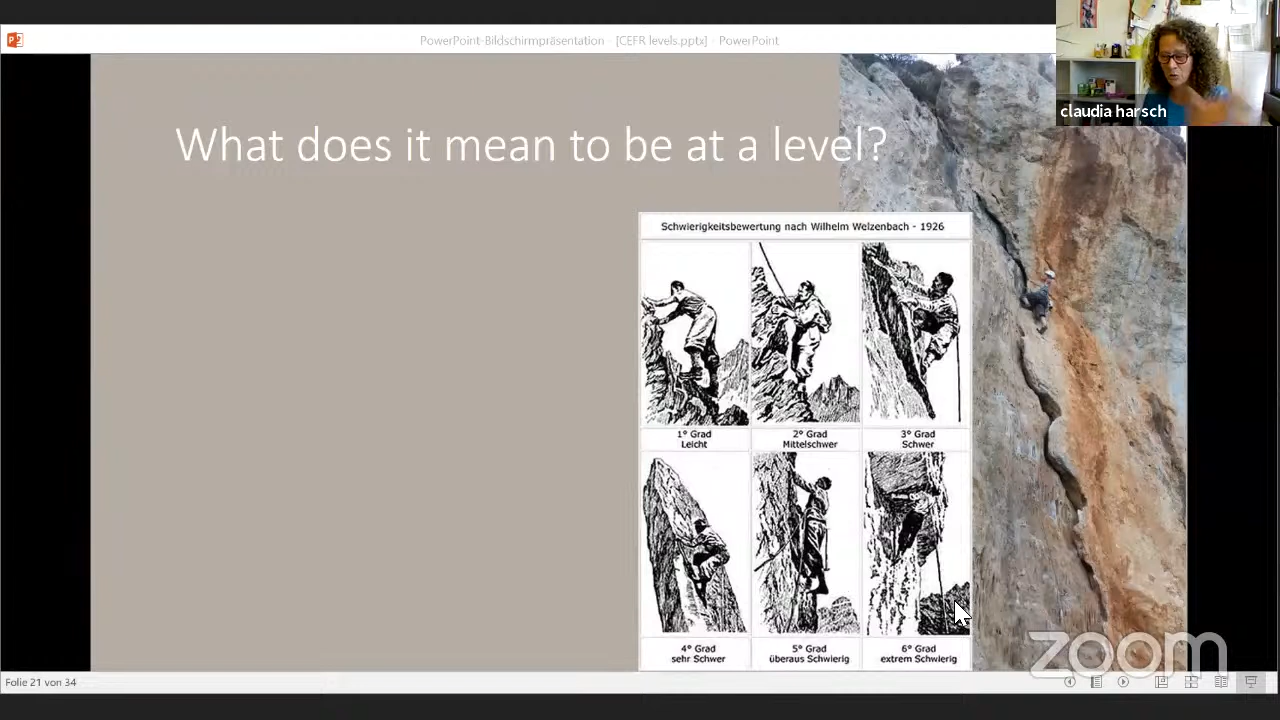 PowerPoint-Bildschirmpräsentation - [CEFR levels.pptx] - PowerPoint
claudia harsch
What does it mean to be at a level?
Schwierigkeitsbewertung nach Wilhelm Welzenbach - 1926
1° Grad
Leicht
2° Grad
Mittelschwer
3° Grad
Schwer
4° Grad
sehr Schwer
5° Grad
überaus Schwierig
6° Grad
extrem Schwierig
zoom
Folie 21 von 34